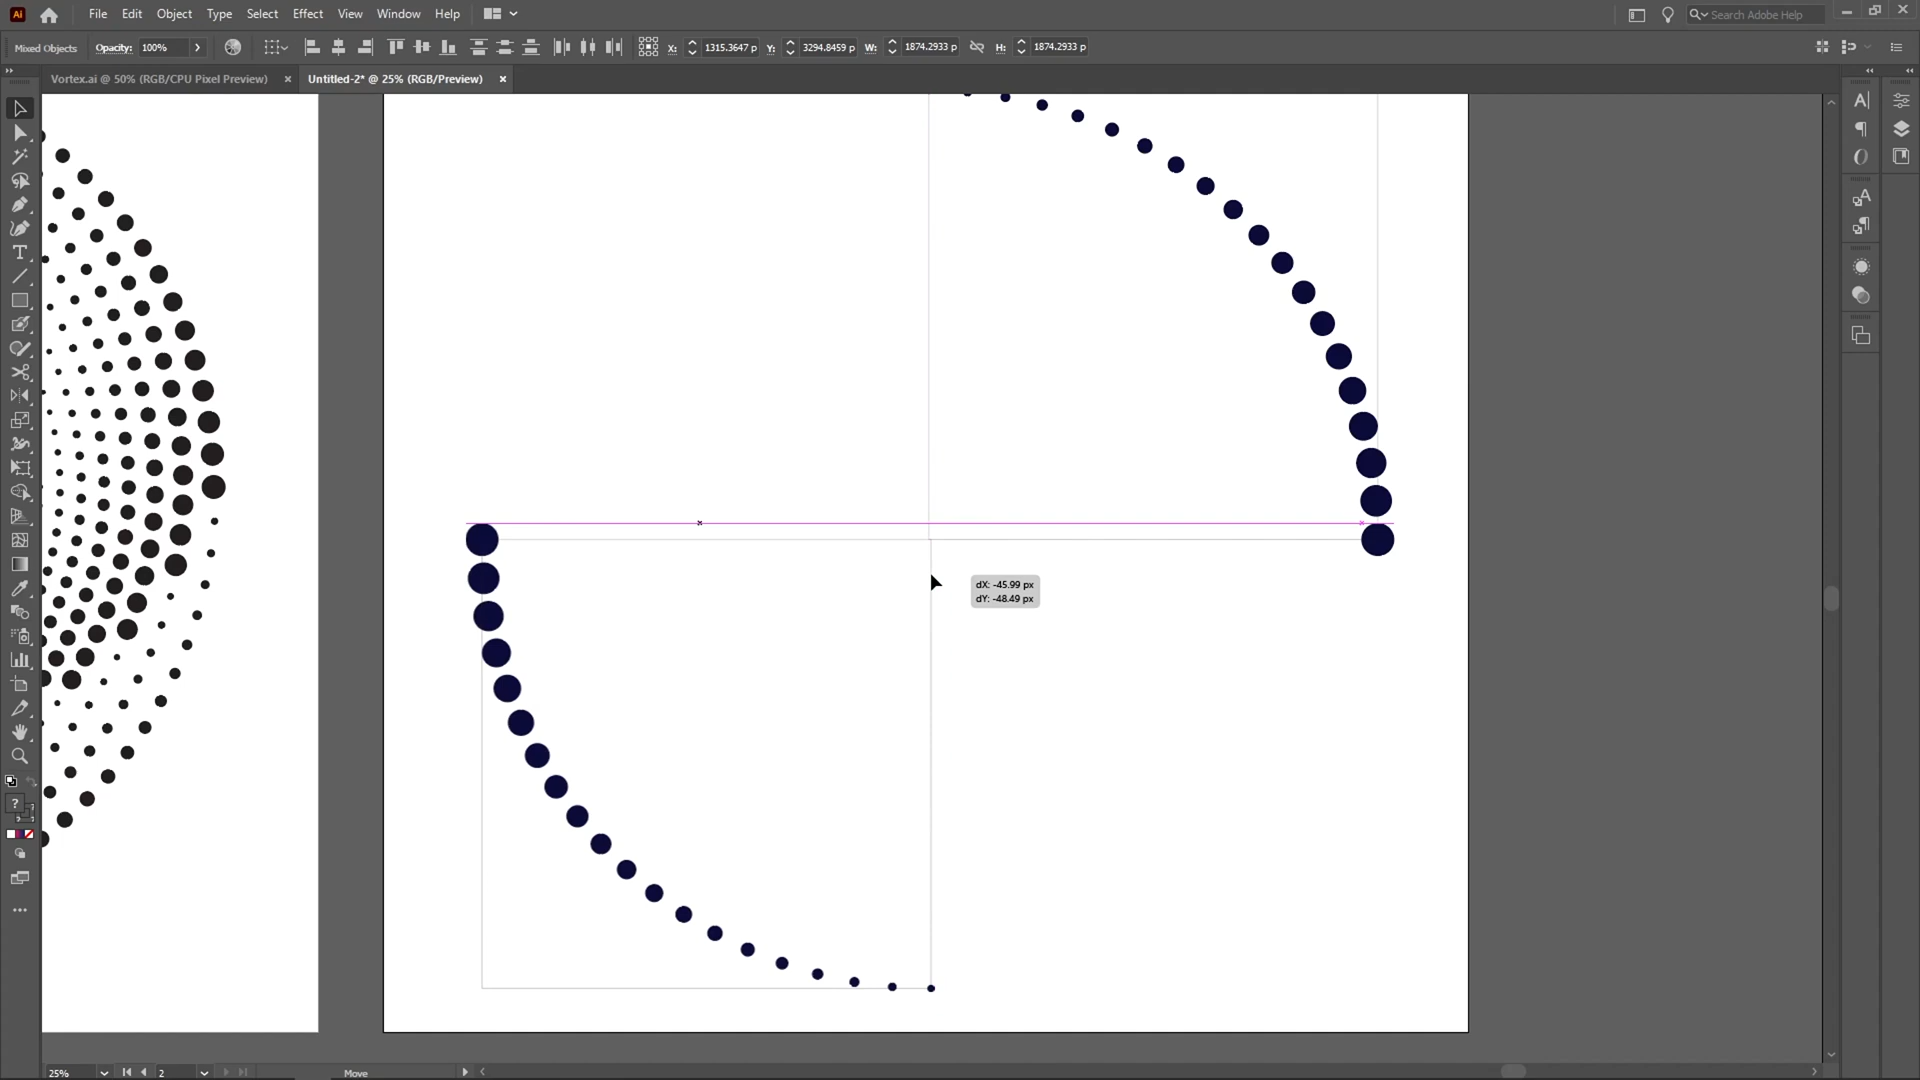 Ai File Edit Object Type Select Effect View Window Help Search Adobe Help
Mixed Objects Opacity: 100% X: 1315.3647 p Y: 3294.8459 p W: 1874.2933 p H: 1874.2933 p
Vortex.ai @ 50% (RGB/CPU Pixel Preview) × Untitled-2* @ 25% (RGB/Preview) ×
dX: -45.99 px
dY: -48.49 px
25% 2 Move